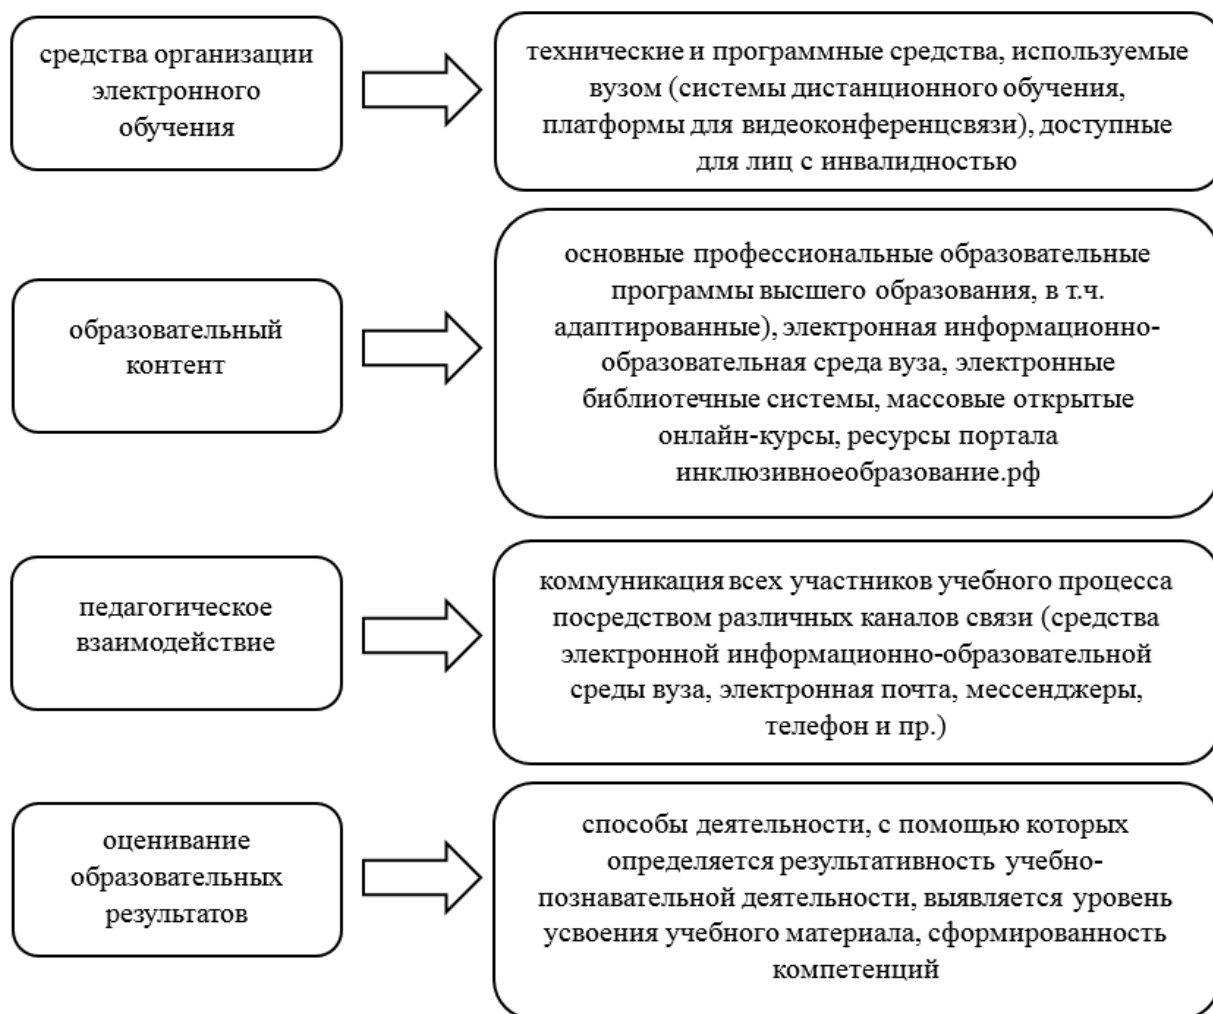 средства организации
электронного
обучения
технические и программные средства, используемые
вузом (системы дистанционного обучения,
платформы для видеоконференцсвязи), доступные
для лиц с инвалидностью
образовательный
контент
основные профессиональные образовательные
программы высшего образования, в т.ч.
адаптированные), электронная информационно-
образовательная среда вуза, электронные
библиотечные системы, массовые открытые
онлайн-курсы, ресурсы портала
инклюзивноеобразование.рф
педагогическое
взаимодействие
коммуникация всех участников учебного процесса
посредством различных каналов связи (средства
электронной информационно-образовательной
среды вуза, электронная почта, мессенджеры,
телефон и пр.)
оценивание
образовательных
результатов
способы деятельности, с помощью которых
определяется результативность учебно-
познавательной деятельности, выявляется уровень
усвоения учебного материала, сформированность
компетенций